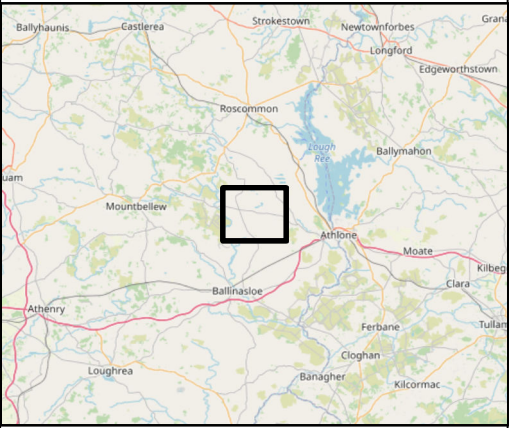 Ballyhaunis
Castlerea
Strokestown
Newtownforbes
Grana
Longford
Edgeworthstown
Roscommon
Lough
Ree
Ballymahon
uam
Mountbellew
Athlone
Moate
Kilbeg
Ballinasloe
Clara
Athenry
Ferbane
Tullam
Cloghan
Loughrea
Banagher
Kilcormac